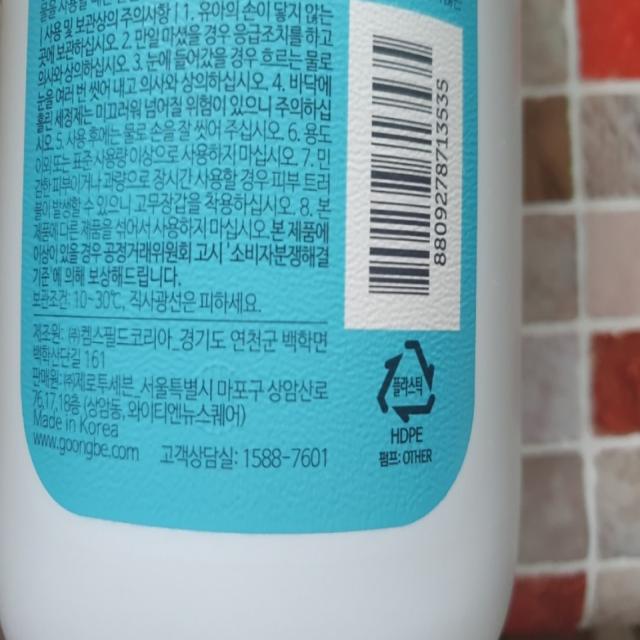 사용 및 보관상의 주의사항 | 1. 유아의 손이 닿지 않는
곳에 보관하십시오. 2. 만일 마셨을 경우 응급조치를 하고
의사와 상의하십시오. 3. 눈에 들어갔을 경우 흐르는 물로
눈을 여러 번 씻어 내고 의사와 상의하십시오. 4. 바닥에
흘린 세정제는 미끄러워 넘어질 위험이 있으니 주의하십
시오. 5. 사용 후에는 물로 손을 잘 씻어 주십시오. 6. 용도
이외 또는 표준 사용량 이상으로 사용하지 마십시오. 7. 민
감한 피부이거나 과량으로 장시간 사용할 경우 피부 트러
블이 발생할 수 있으니 고무장갑을 착용하십시오. 8. 본
제품에 다른 제품을 섞어서 사용하지 마십시오. 본 제품에
이상이 있을 경우 공정거래위원회 고시 '소비자분쟁해결
기준'에 의해 보상해드립니다.
보관조건: 10~30℃, 직사광선은 피하세요.
제조원: ㈜켐스필드코리아_경기도 연천군 백학면
백학산단길 161
판매원: ㈜제로투세븐_서울특별시 마포구 상암산로
76,17,18층 (상암동, 와이티엔뉴스퀘어)
Made in Korea
www.goongbe.com 고객상담실: 1588-7601
8809278713535
플라스틱
HDPE
펌프: OTHER